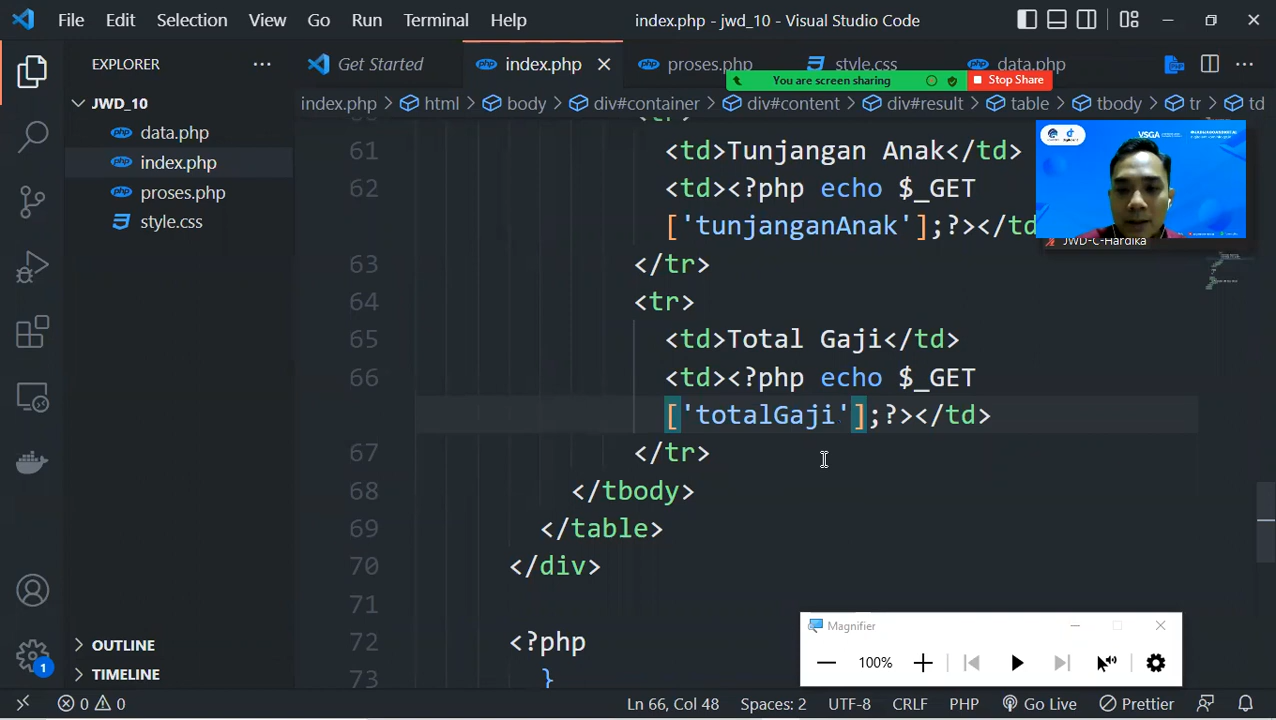 File Edit Selection View Go Run Terminal Help
index.php - jwd_10 - Visual Studio Code
EXPLORER
Get Started
index.php
proses.php
style.css
data.php
You are screen sharing
Stop Share
JWD_10
index.php > html > body > div#container > div#content > div#result > table > tbody > tr > td
data.php
index.php
proses.php
style.css
61 <td>Tunjangan Anak</td>
62 <td><?php echo $_GET
['tunjanganAnak'];?></td
63 </tr>
64 <tr>
65 <td>Total Gaji</td>
66 <td><?php echo $_GET
['totalGaji'];?></td>
67 </tr>
68 </tbody>
69 </table>
70 </div>
71
72 <?php
73 }
VSGA
JWD-C-Hardika
Magnifier
100%
OUTLINE
TIMELINE
1
0 0
Ln 66, Col 48
Spaces: 2
UTF-8
CRLF
PHP
Go Live
Prettier